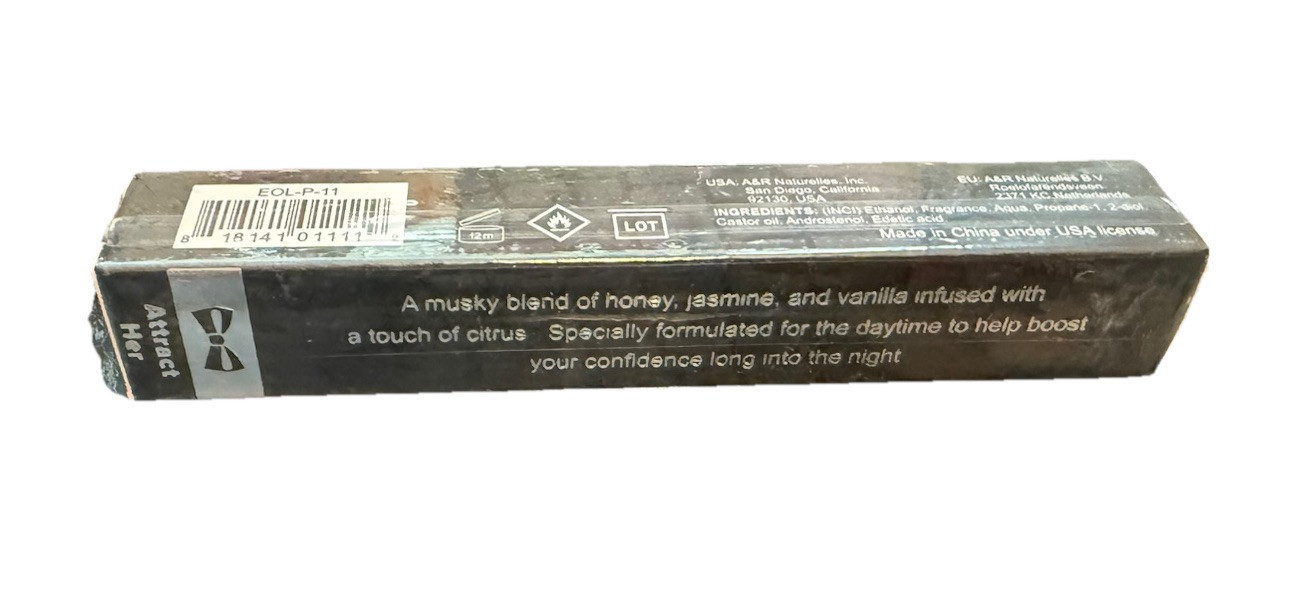 EOL-P-11
8 18141 01111 2
12m
LOT
USA: A&R Naturelles, Inc.
San Diego, California
92130, USA
EU: A&R Naturelles B.V
Roelofarendsveen
2371 KC Netherlands
INGREDIENTS: (INCI) Ethanol, Fragrance, Aqua, Propane-1, 2-diol,
Castor oil, Androstenol, Edetic acid
Made in China under USA license
Attract
Her
A musky blend of honey, jasmine, and vanilla infused with
a touch of citrus Specially formulated for the daytime to help boost
your confidence long into the night